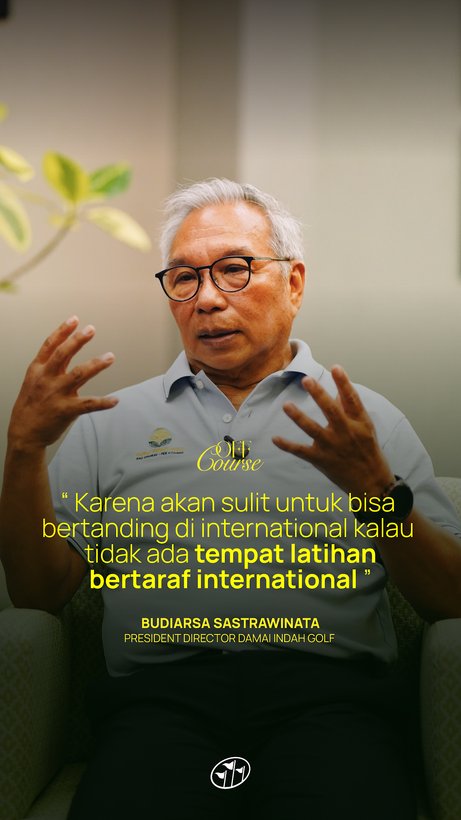 OFF
Course
“ Karena akan sulit untuk bisa
bertanding di international kalau
tidak ada tempat latihan
bertaraf international ”
BUDIARSA SASTRAWINATA
PRESIDENT DIRECTOR DAMAI INDAH GOLF